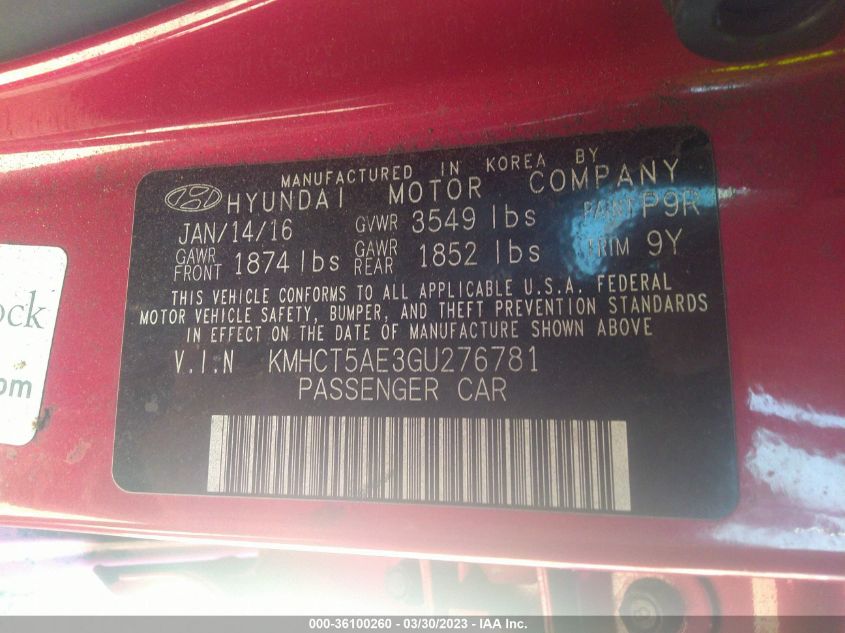 MANUFACTURED IN KOREA BY
HYUNDAI MOTOR COMPANY
JAN/14/16 GVWR 3549 lbs PAINT P9R
GAWR FRONT 1874 lbs GAWR REAR 1852 lbs TRIM 9Y
THIS VEHICLE CONFORMS TO ALL APPLICABLE U.S.A. FEDERAL
MOTOR VEHICLE SAFETY, BUMPER, AND THEFT PREVENTION STANDARDS
IN EFFECT ON THE DATE OF MANUFACTURE SHOWN ABOVE
V.I.N KMHCT5AE3GU276781
PASSENGER CAR
ock
om
000-36100260 - 03/30/2023 - IAA Inc.